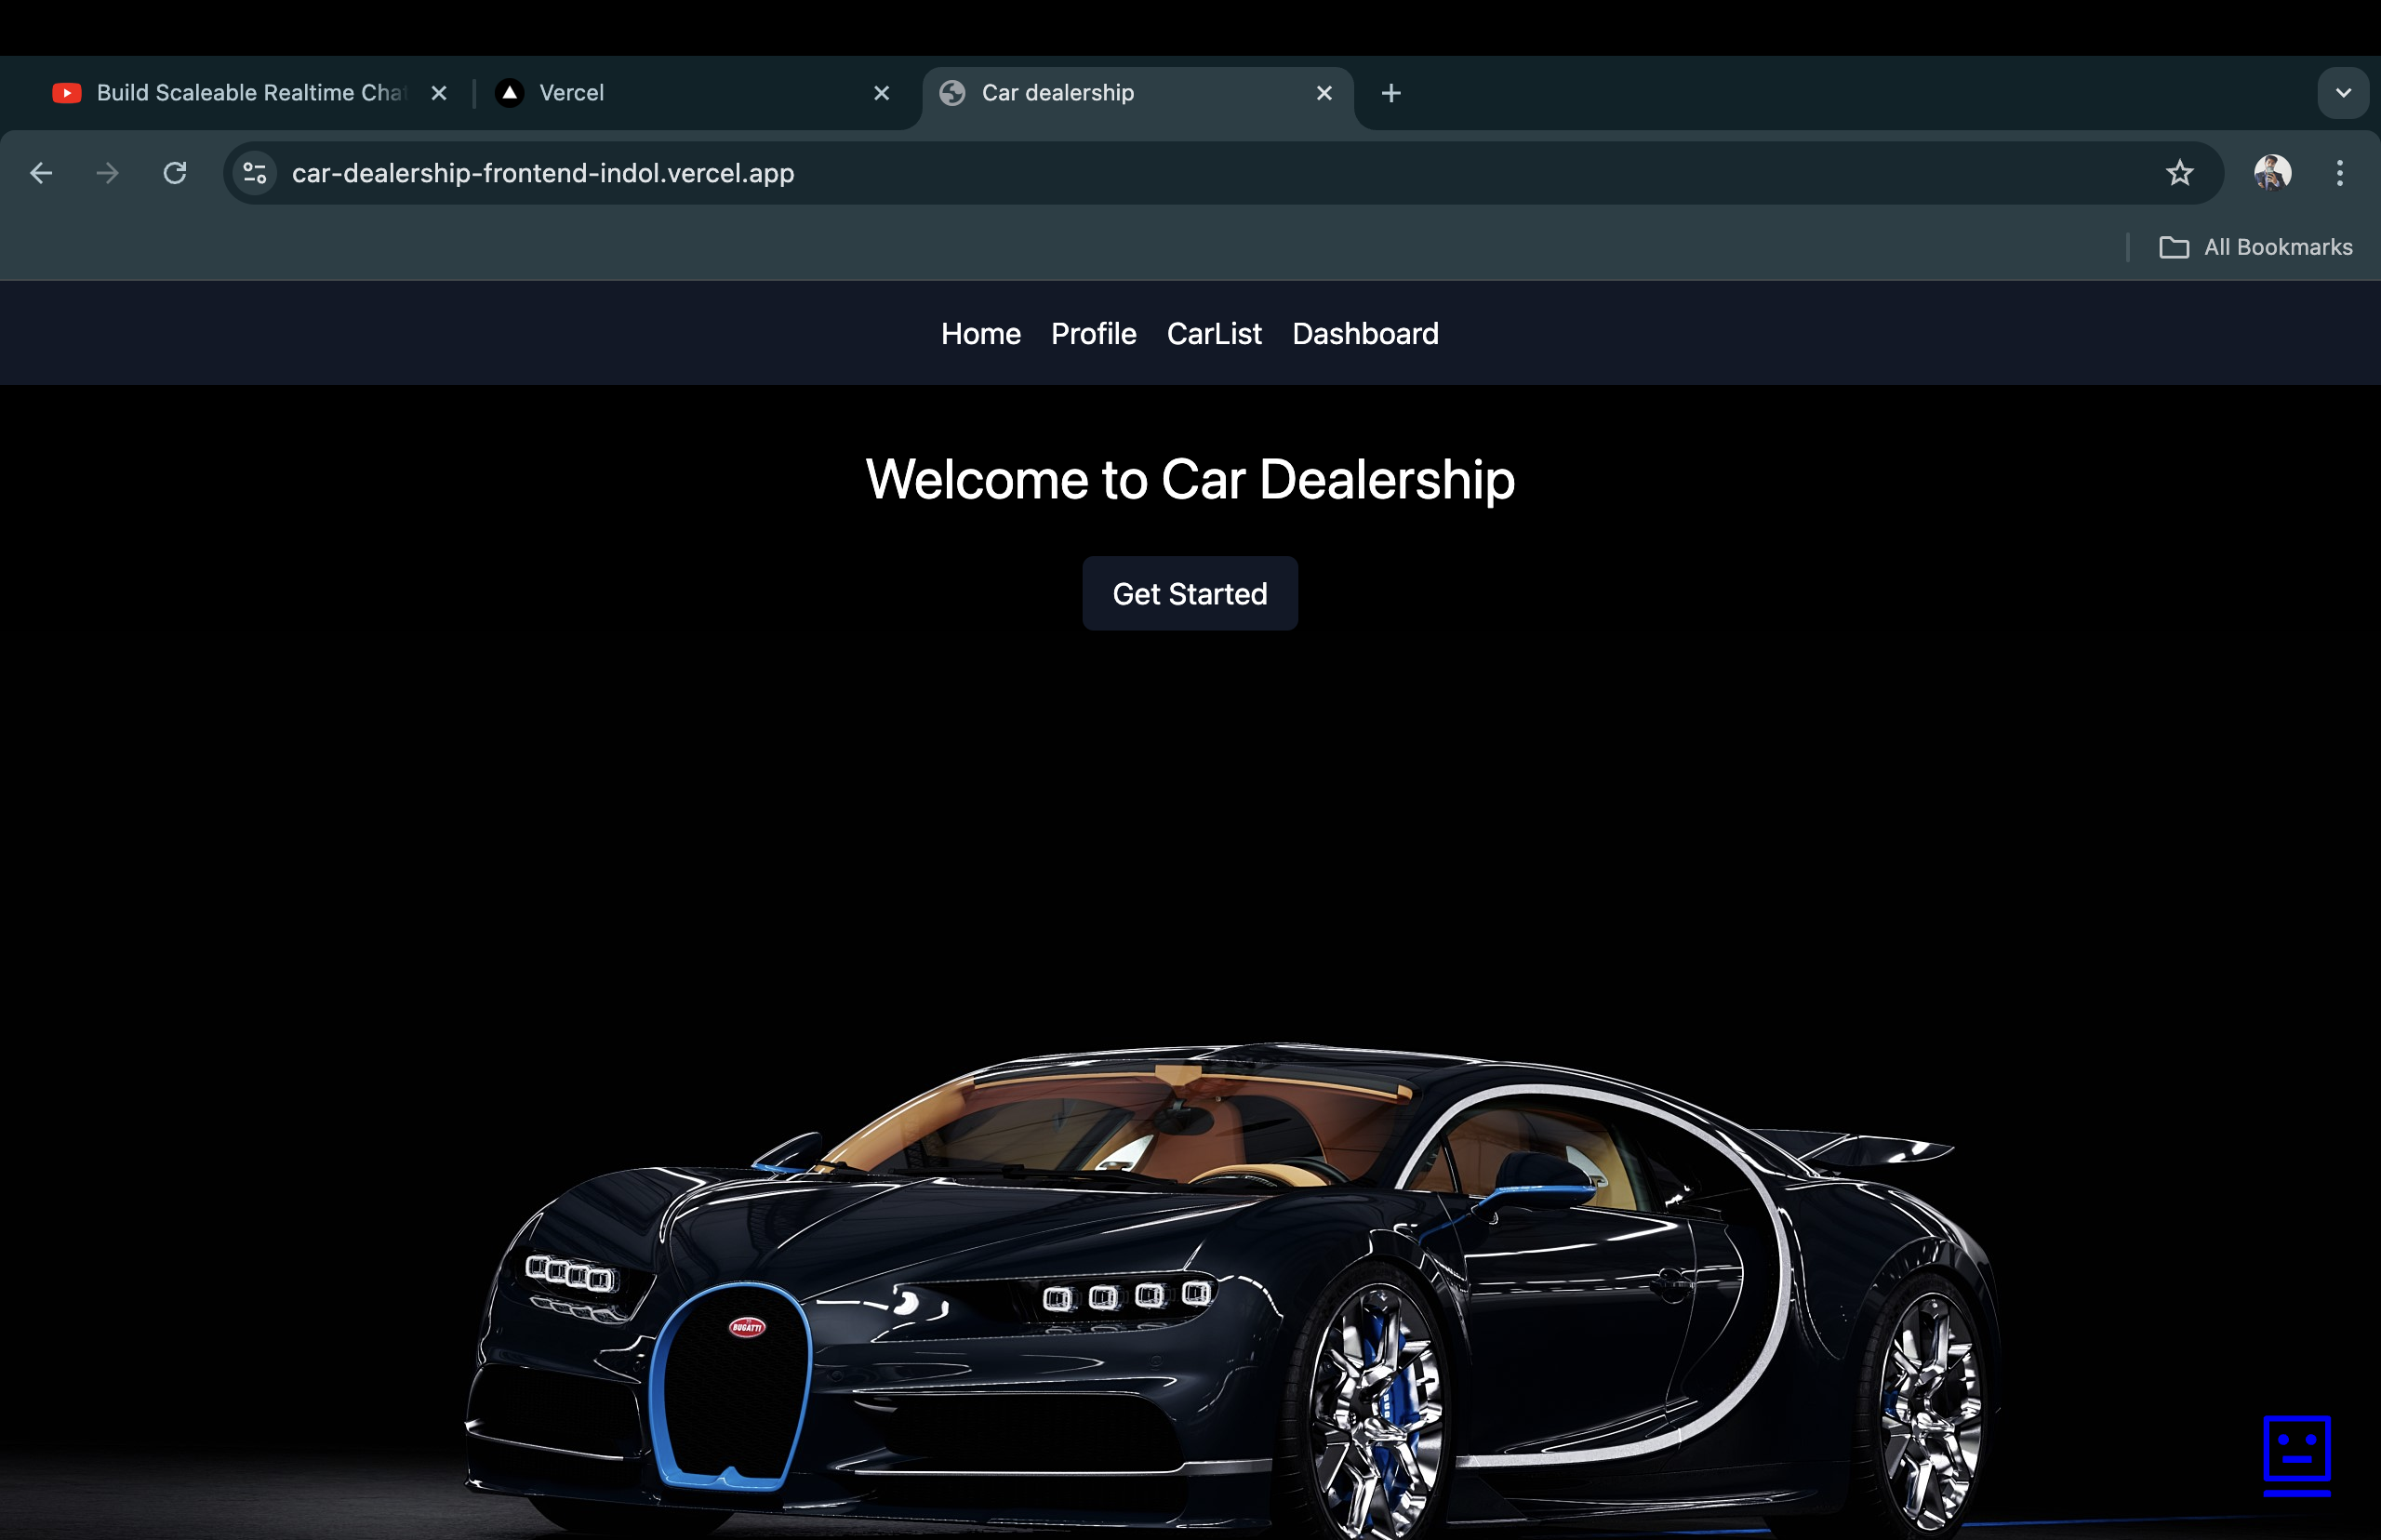 Build Scaleable Realtime Chat
Vercel
Car dealership
car-dealership-frontend-indol.vercel.app
All Bookmarks
Home Profile CarList Dashboard
Welcome to Car Dealership
Get Started
BUGATTI